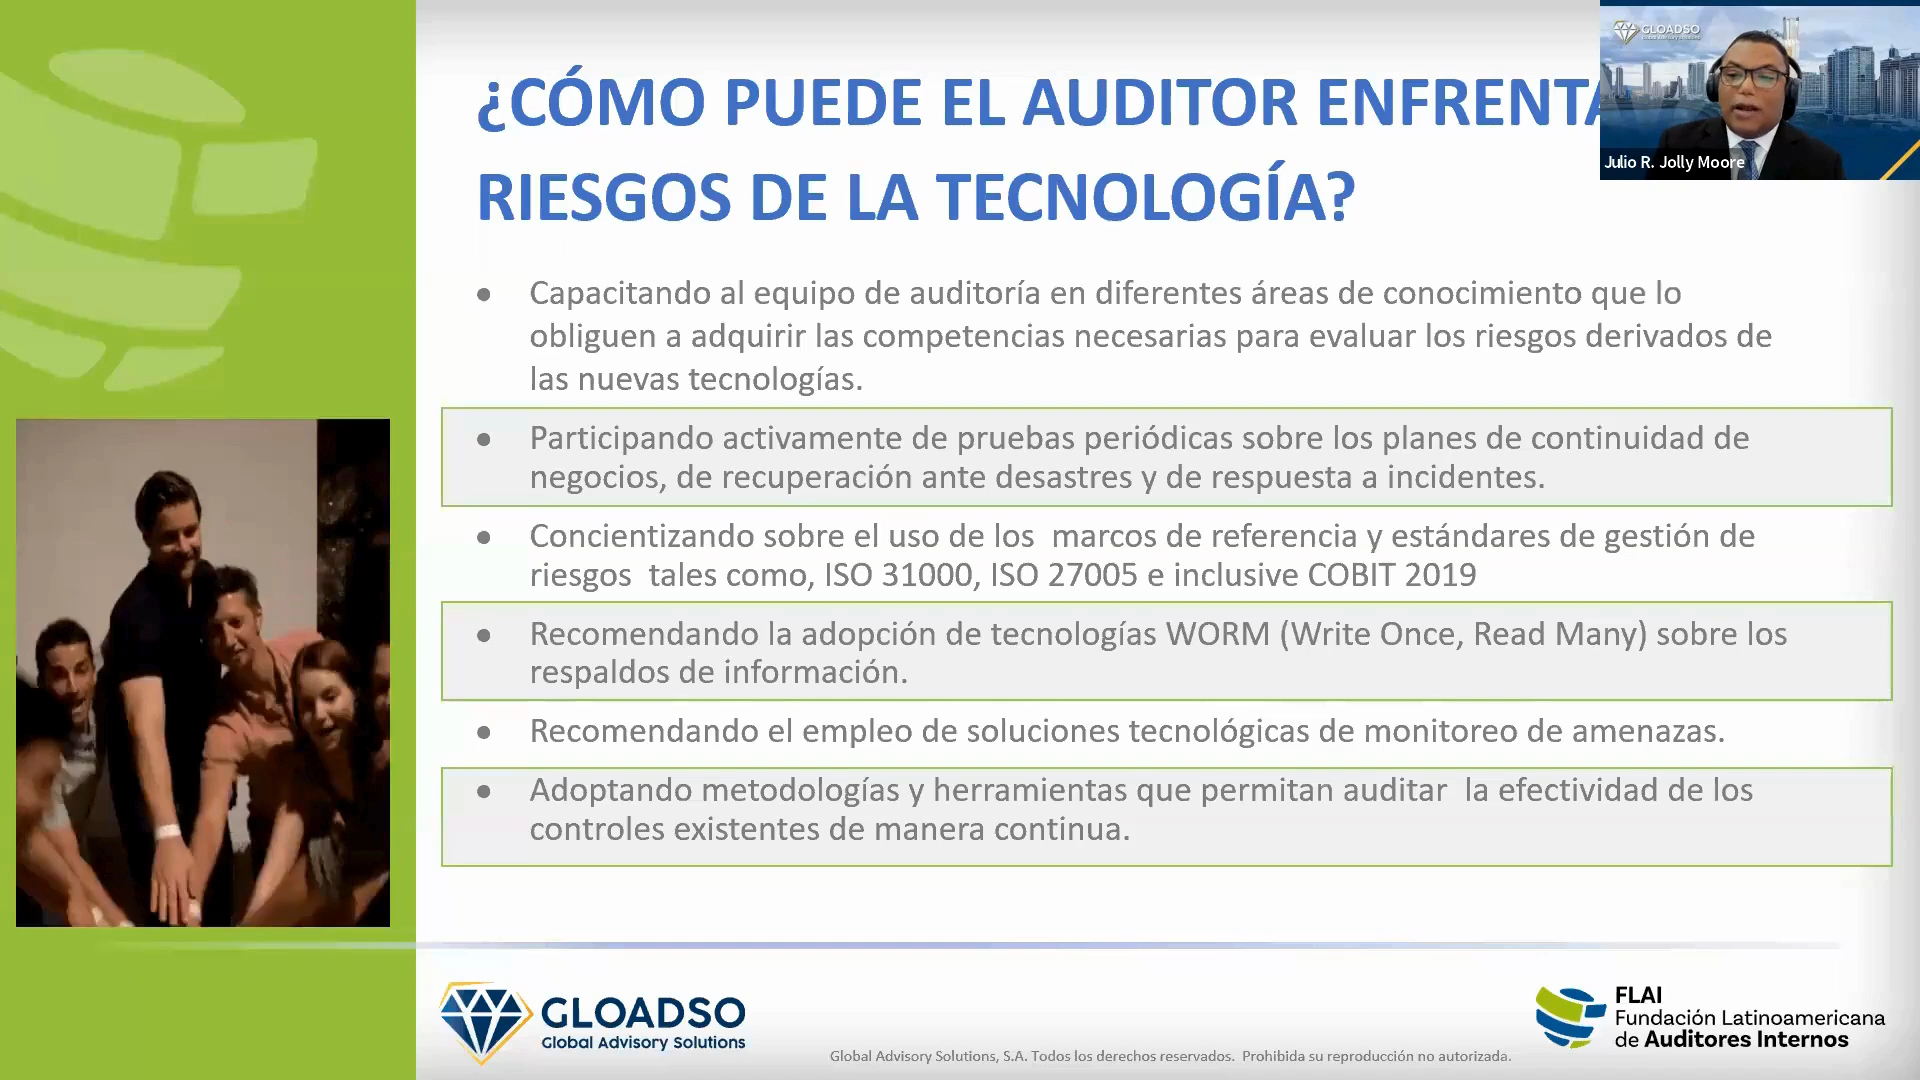 ¿CÓMO PUEDE EL AUDITOR ENFRENTA
RIESGOS DE LA TECNOLOGÍA?
GLOADSO
Julio R. Jolly Moore
• Capacitando al equipo de auditoría en diferentes áreas de conocimiento que lo
obliguen a adquirir las competencias necesarias para evaluar los riesgos derivados de
las nuevas tecnologías.
• Participando activamente de pruebas periódicas sobre los planes de continuidad de
negocios, de recuperación ante desastres y de respuesta a incidentes.
• Concientizando sobre el uso de los  marcos de referencia y estándares de gestión de
riesgos  tales como, ISO 31000, ISO 27005 e inclusive COBIT 2019
• Recomendando la adopción de tecnologías WORM (Write Once, Read Many) sobre los
respaldos de información.
• Recomendando el empleo de soluciones tecnológicas de monitoreo de amenazas.
• Adoptando metodologías y herramientas que permitan auditar  la efectividad de los
controles existentes de manera continua.
GLOADSO
Global Advisory Solutions
Global Advisory Solutions, S.A. Todos los derechos reservados.  Prohibida su reproducción no autorizada.
FLAI
Fundación Latinoamericana
de Auditores Internos